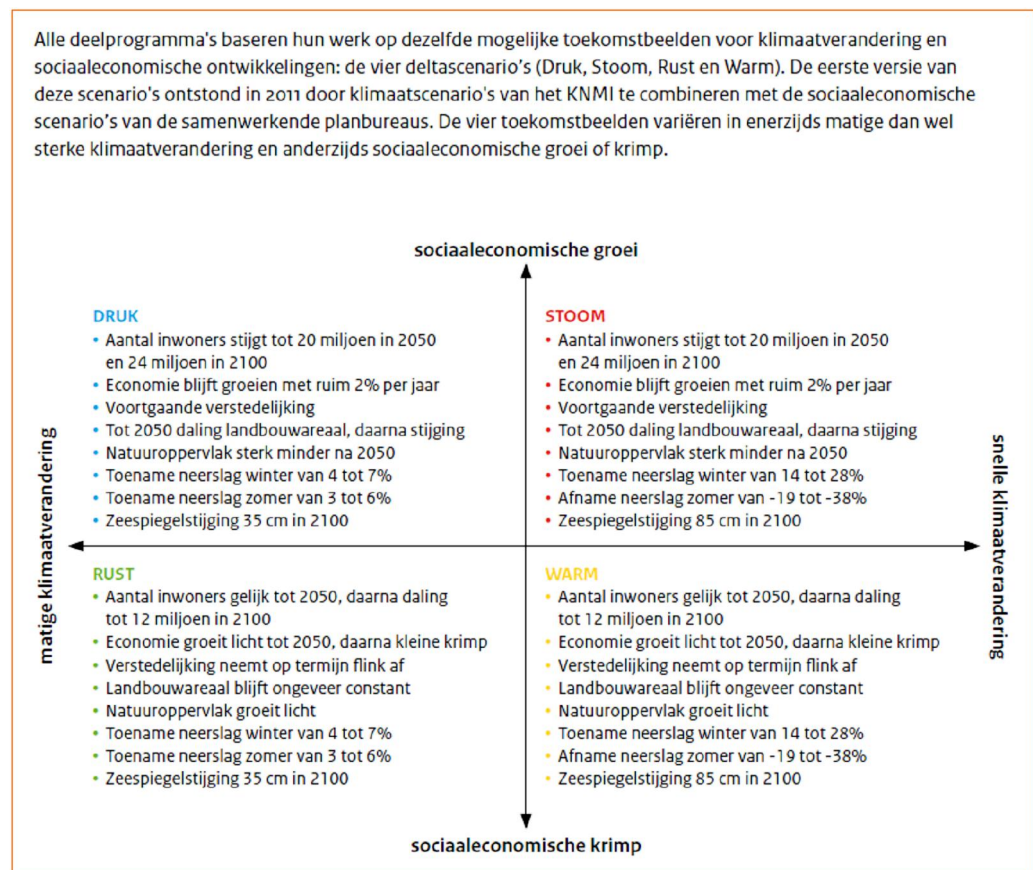 Alle deelprogramma's baseren hun werk op dezelfde mogelijke toekomstbeelden voor klimaatverandering en
sociaaleconomische ontwikkelingen: de vier deltascenario's (Druk, Stoom, Rust en Warm). De eerste versie van
deze scenario's ontstond in 2011 door klimaatscenario's van het KNMI te combineren met de sociaaleconomische
scenario's van de samenwerkende planbureaus. De vier toekomstbeelden variëren in enerzijds matige dan wel
sterke klimaatverandering en anderzijds sociaaleconomische groei of krimp.
sociaaleconomische groei
matige klimaatverandering
DRUK
• Aantal inwoners stijgt tot 20 miljoen in 2050
en 24 miljoen in 2100
• Economie blijft groeien met ruim 2% per jaar
• Voortgaande verstedelijking
• Tot 2050 daling landbouwareaal, daarna stijging
• Natuuroppervlak sterk minder na 2050
• Toename neerslag winter van 4 tot 7%
• Toename neerslag zomer van 3 tot 6%
• Zeespiegelstijging 35 cm in 2100
STOOM
• Aantal inwoners stijgt tot 20 miljoen in 2050
en 24 miljoen in 2100
• Economie blijft groeien met ruim 2% per jaar
• Voortgaande verstedelijking
• Tot 2050 daling landbouwareaal, daarna stijging
• Natuuroppervlak sterk minder na 2050
• Toename neerslag winter van 14 tot 28%
• Afname neerslag zomer van -19 tot -38%
• Zeespiegelstijging 85 cm in 2100
snelle klimaatverandering
RUST
• Aantal inwoners gelijk tot 2050, daarna daling
tot 12 miljoen in 2100
• Economie groeit licht tot 2050, daarna kleine krimp
• Verstedelijking neemt op termijn flink af
• Landbouwareaal blijft ongeveer constant
• Natuuroppervlak groeit licht
• Toename neerslag winter van 4 tot 7%
• Toename neerslag zomer van 3 tot 6%
• Zeespiegelstijging 35 cm in 2100
WARM
• Aantal inwoners gelijk tot 2050, daarna daling
tot 12 miljoen in 2100
• Economie groeit licht tot 2050, daarna kleine krimp
• Verstedelijking neemt op termijn flink af
• Landbouwareaal blijft ongeveer constant
• Natuuroppervlak groeit licht
• Toename neerslag winter van 14 tot 28%
• Afname neerslag zomer van -19 tot -38%
• Zeespiegelstijging 85 cm in 2100
sociaaleconomische krimp